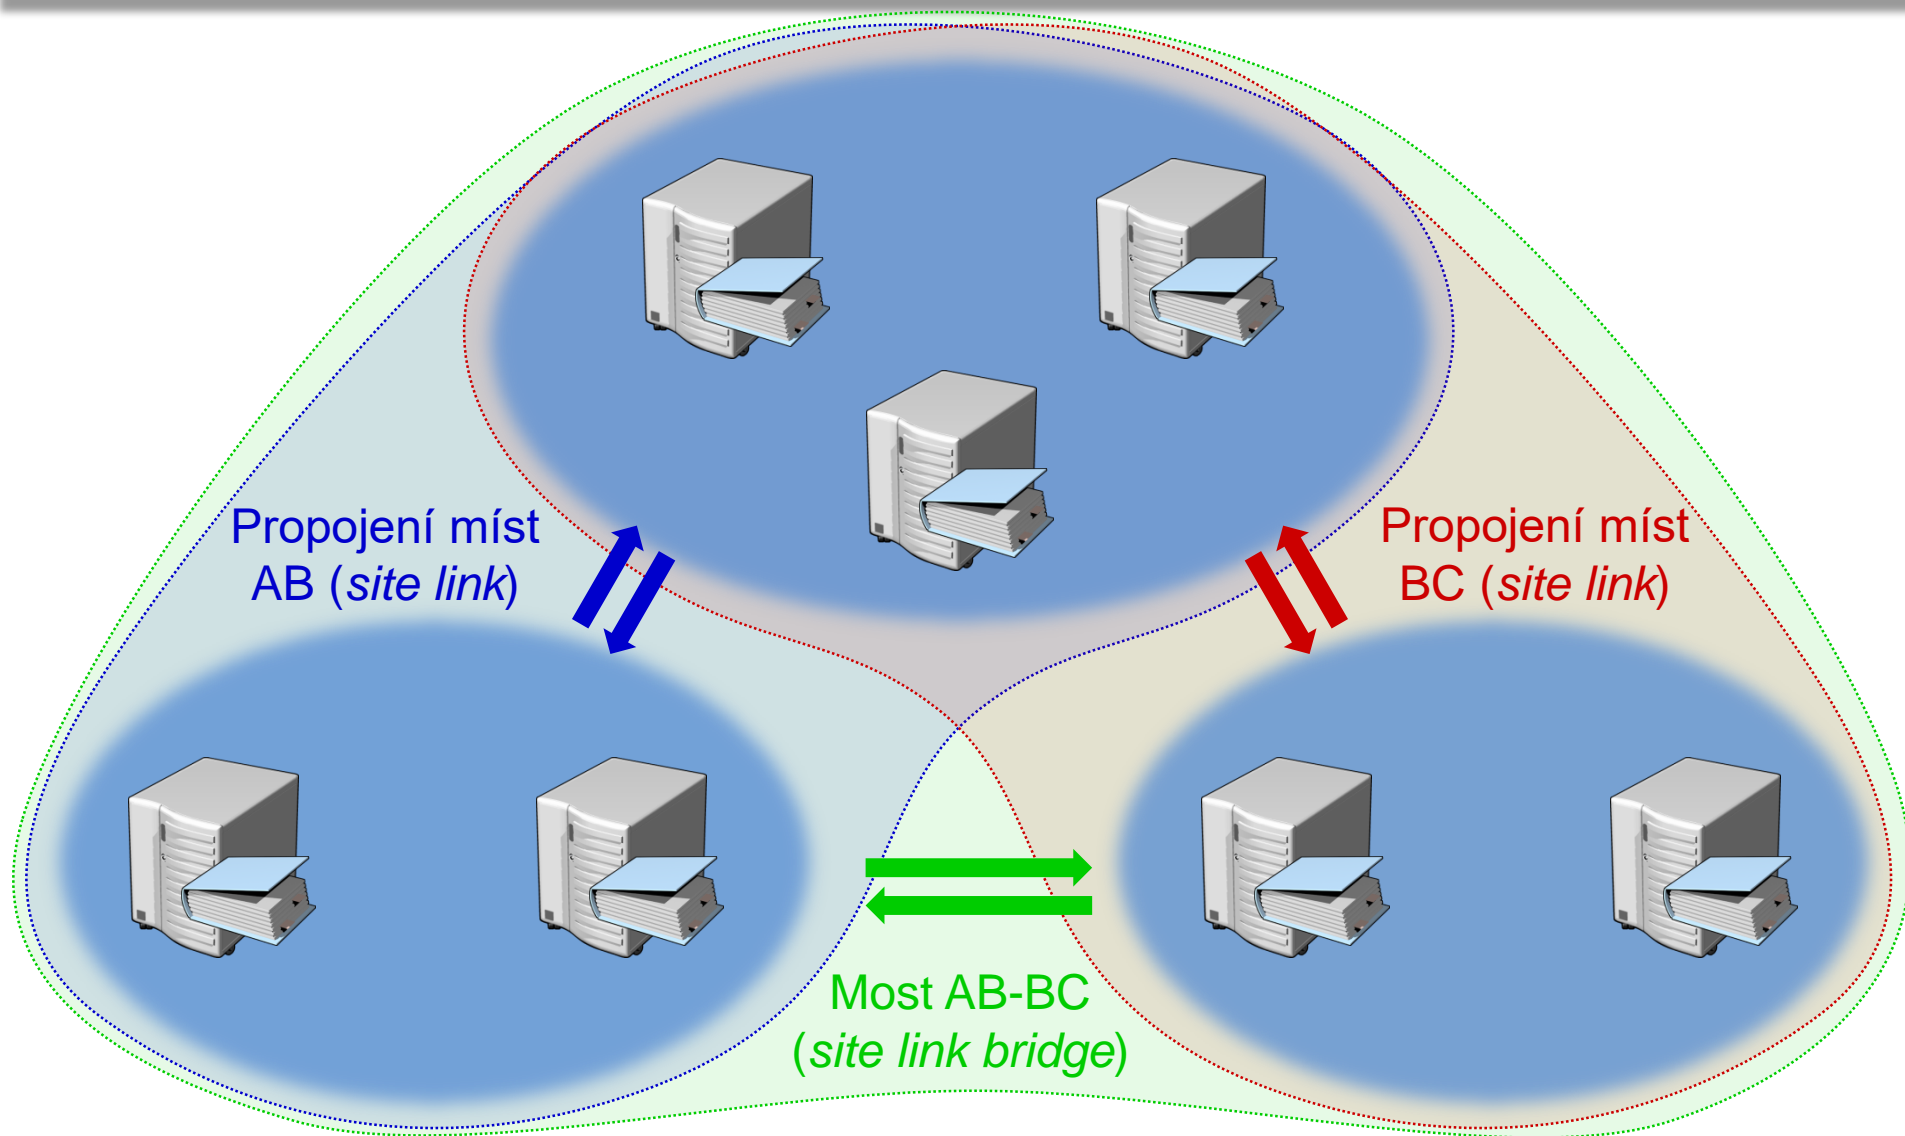 Propojení míst
AB (site link)
Propojení míst
BC (site link)
Most AB-BC
(site link bridge)